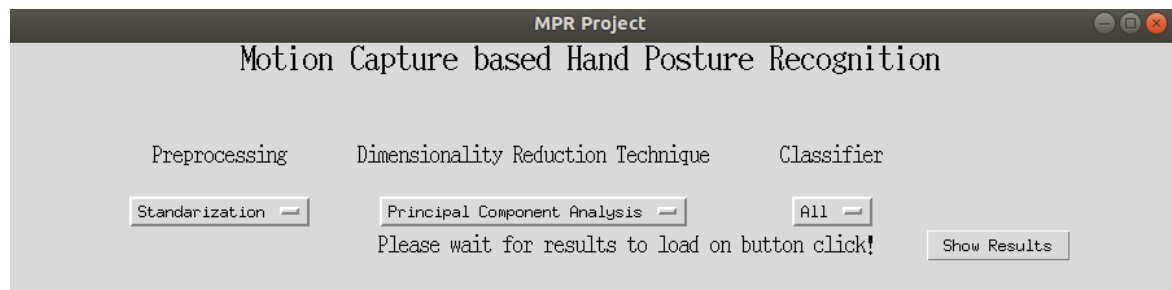 MPR Project
Motion Capture based Hand Posture Recognition
Preprocessing Dimensionality Reduction Technique Classifier
Standarization Principal Component Analysis All
Please wait for results to load on button click! Show Results